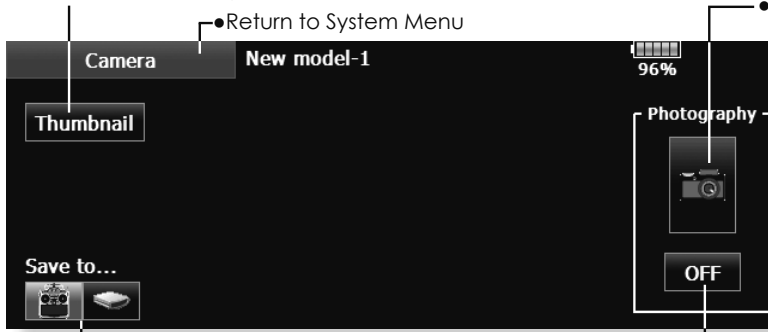 ●Return to System Menu
Camera
New model-1
96%
Thumbnail
Photography
Save to...
OFF